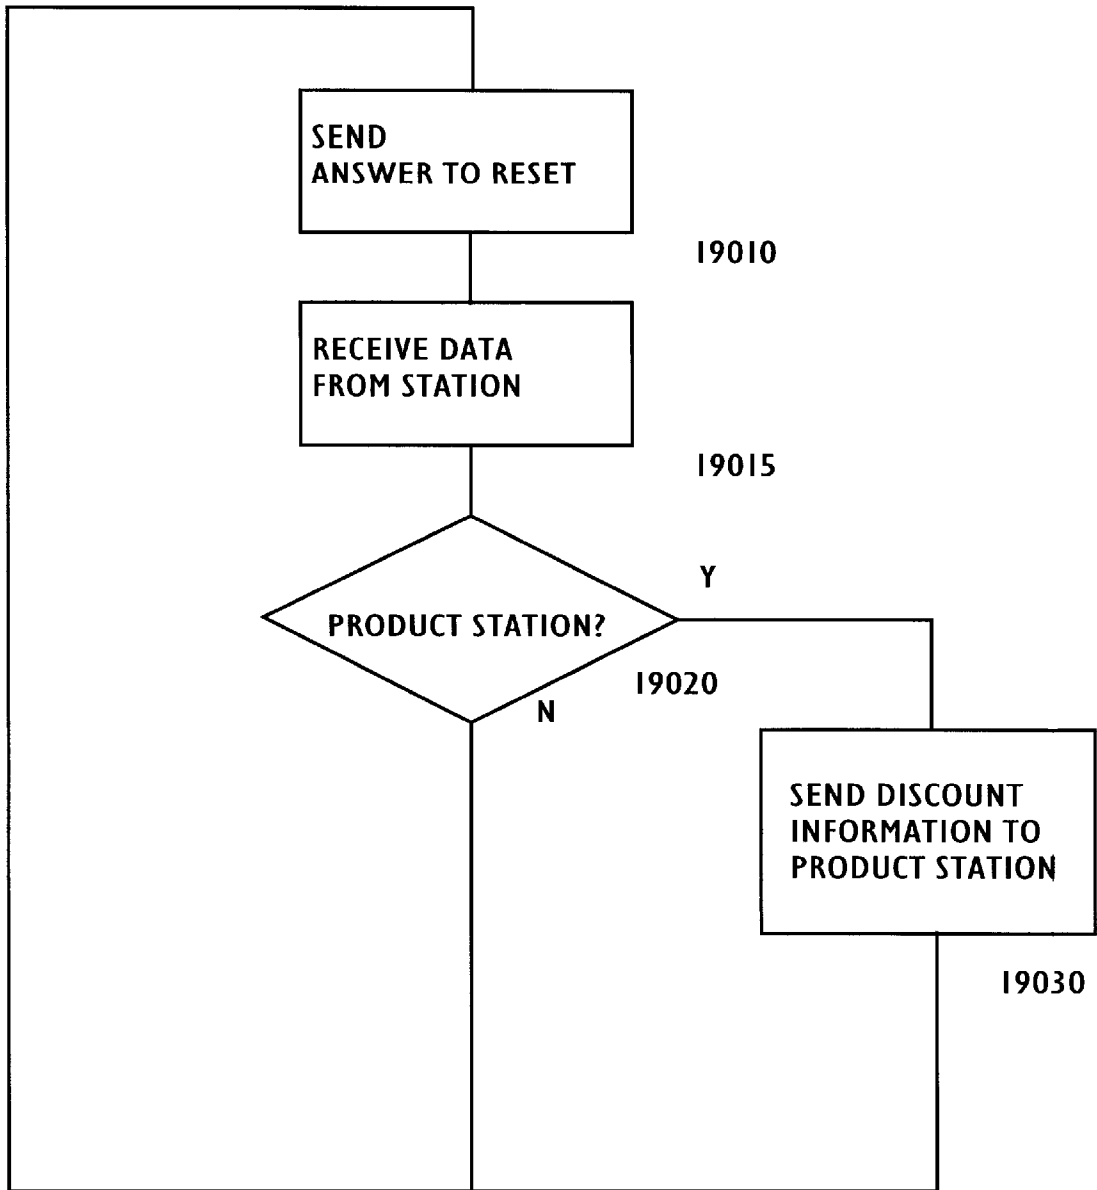 SEND
ANSWER TO RESET
19010
RECEIVE DATA
FROM STATION
19015
Y
PRODUCT STATION?
19020
N
SEND DISCOUNT
INFORMATION TO
PRODUCT STATION
19030